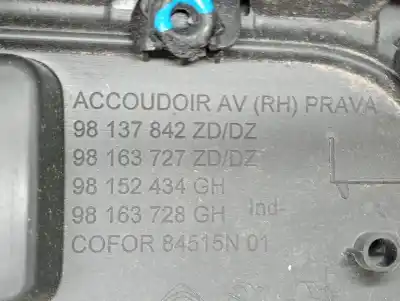 ACCOUDOIR AV (RH) PRAVA
98 137 842 ZD/DZ
98 163 727 ZD/DZ
98 152 434 GH
98 163 728 GH Ind-
COFOR 84515N 01